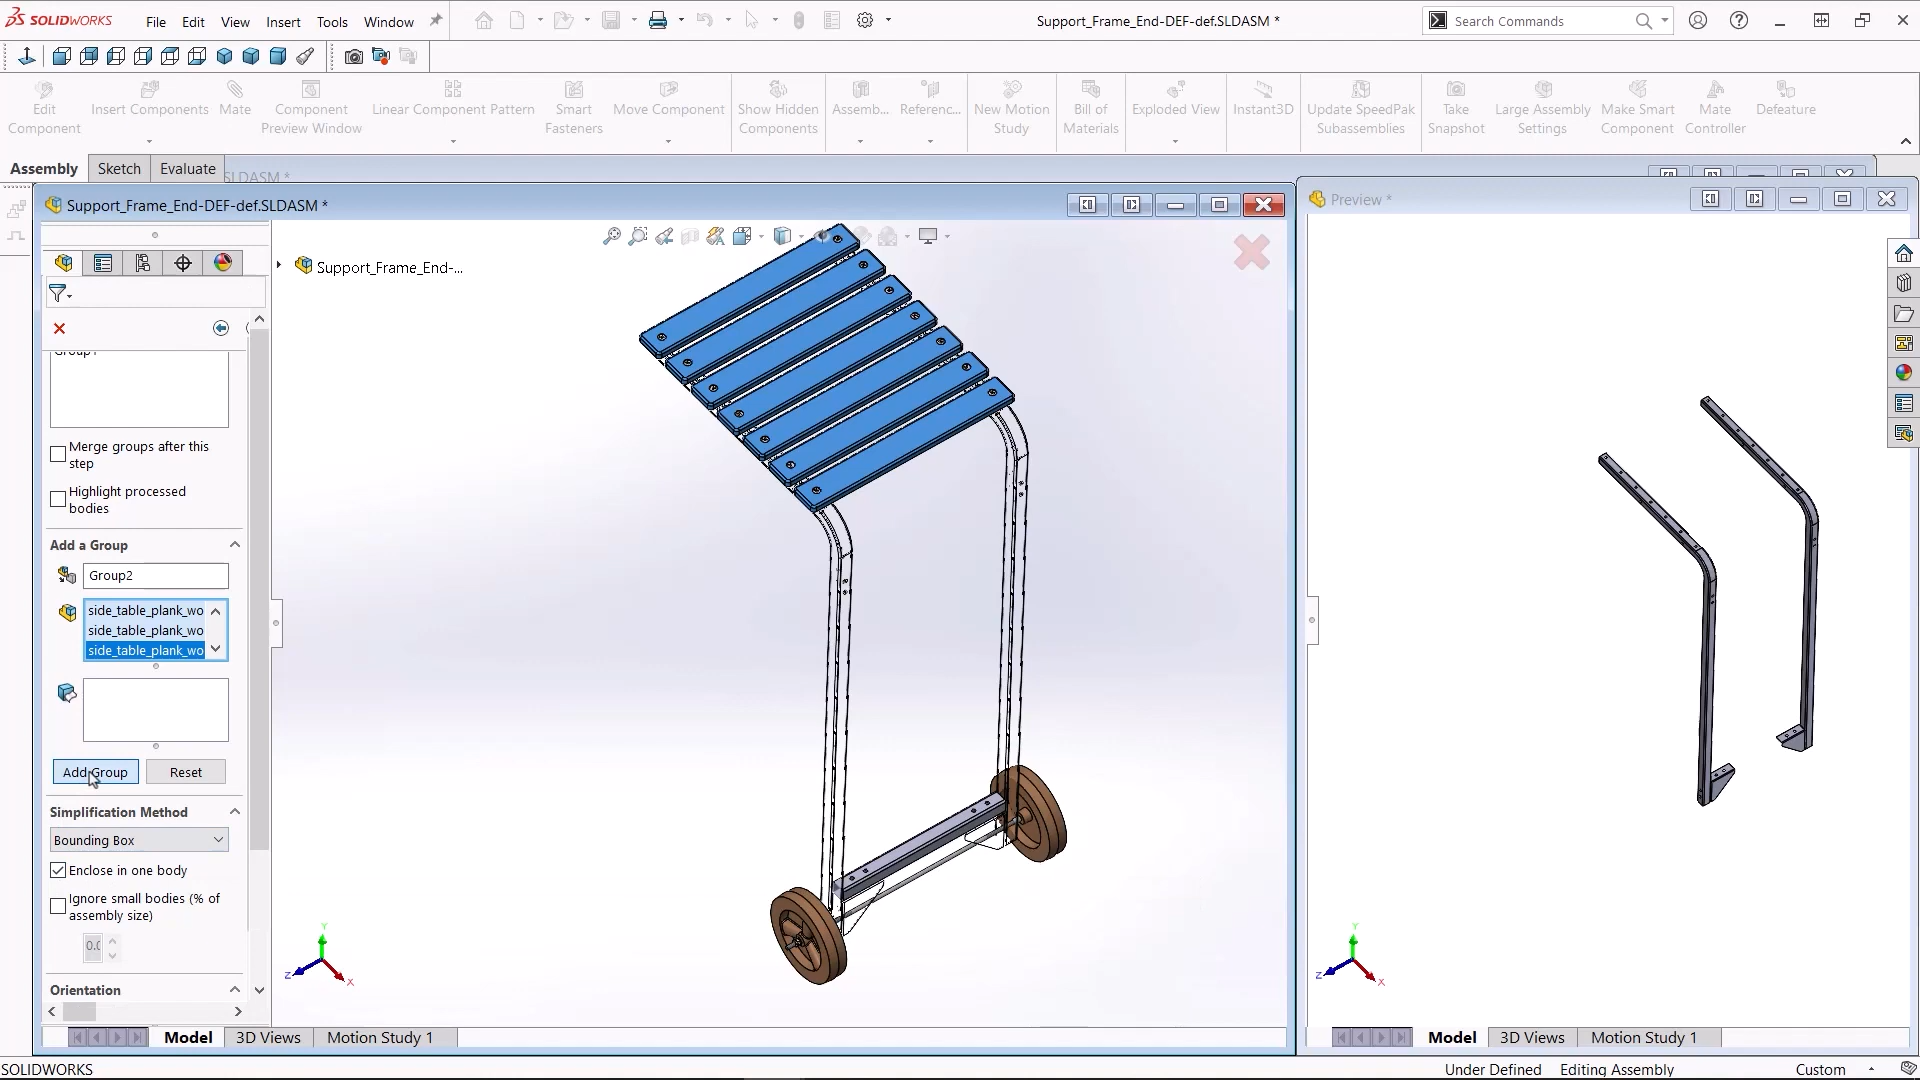 SOLIDWORKS
File Edit View Insert Tools Window
Support_Frame_End-DEF-def.SLDASM *
Search Commands
Edit Component
Insert Components
Mate
Component Preview Window
Linear Component Pattern
Smart Fasteners
Move Component
Show Hidden Components
Assemb...
Referenc...
New Motion Study
Bill of Materials
Exploded View
Instant3D
Update SpeedPak Subassemblies
Take Snapshot
Large Assembly Settings
Make Smart Component
Mate Controller
Defeature
Assembly Sketch Evaluate
SLDASM *
Support_Frame_End-DEF-def.SLDASM *
Preview *
Support_Frame_End-...
Group1
Merge groups after this
step
Highlight processed
bodies
Add a Group
Group2
side_table_plank_wo
side_table_plank_wo
side_table_plank_wo
Add Group Reset
Simplification Method
Bounding Box
Enclose in one body
Ignore small bodies (% of
assembly size)
Orientation
Y
Z
X
Y
Z
X
Model 3D Views Motion Study 1
Model 3D Views Motion Study 1
SOLIDWORKS
Under Defined Editing Assembly Custom